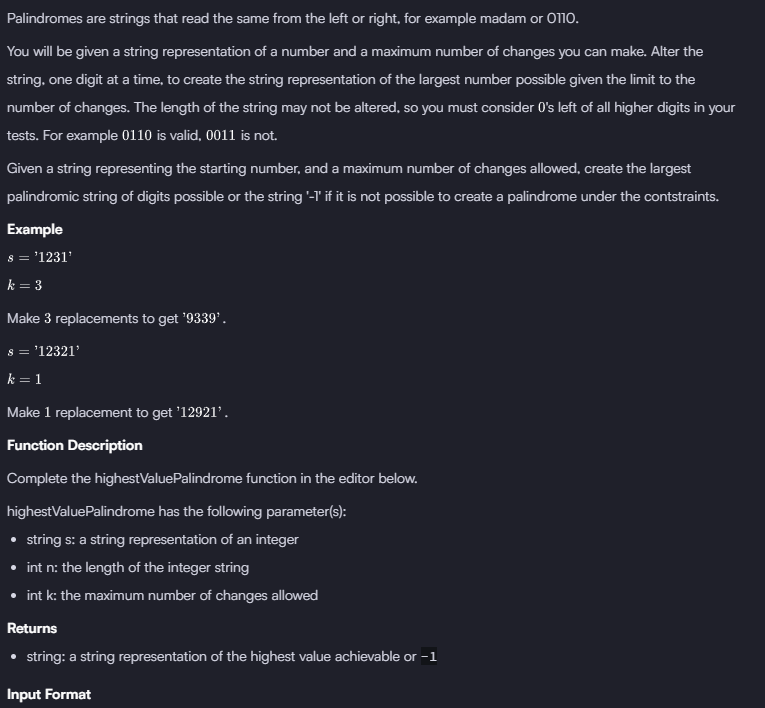 Palindromes are strings that read the same from the left or right, for example madam or 0110.
You will be given a string representation of a number and a maximum number of changes you can make. Alter the
string, one digit at a time, to create the string representation of the largest number possible given the limit to the
number of changes. The length of the string may not be altered, so you must consider 0's left of all higher digits in your
tests. For example 0110 is valid, 0011 is not.
Given a string representing the starting number, and a maximum number of changes allowed, create the largest
palindromic string of digits possible or the string '-1' if it is not possible to create a palindrome under the contstraints.
Example
s = '1231'
k = 3
Make 3 replacements to get '9339'.
s = '12321'
k = 1
Make 1 replacement to get '12921'.
Function Description
Complete the highestValuePalindrome function in the editor below.
highestValuePalindrome has the following parameter(s):
• string s: a string representation of an integer
• int n: the length of the integer string
• int k: the maximum number of changes allowed
Returns
• string: a string representation of the highest value achievable or -1
Input Format